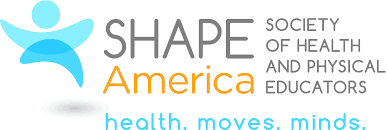 SHAPE
America
SOCIETY
OF HEALTH
AND PHYSICAL
EDUCATORS
health. moves. minds.